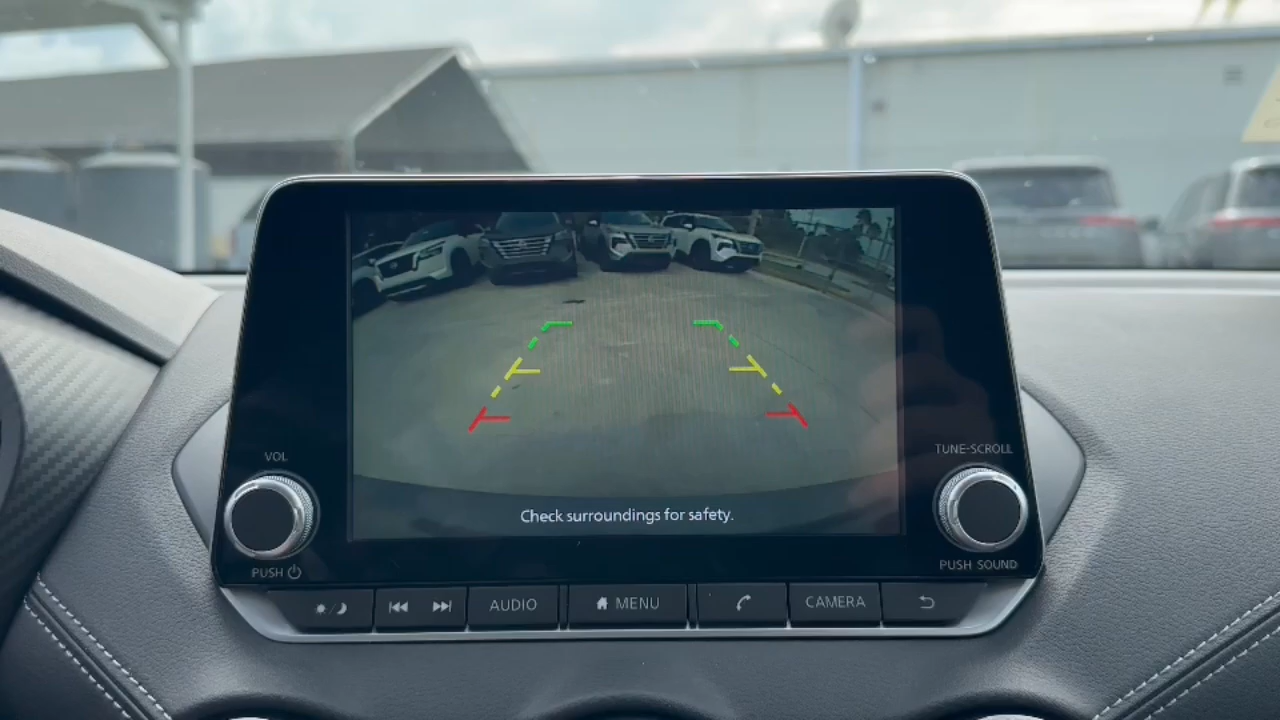 Check surroundings for safety.
VOL
TUNE-SCROLL
PUSH
PUSH SOUND
AUDIO
MENU
CAMERA